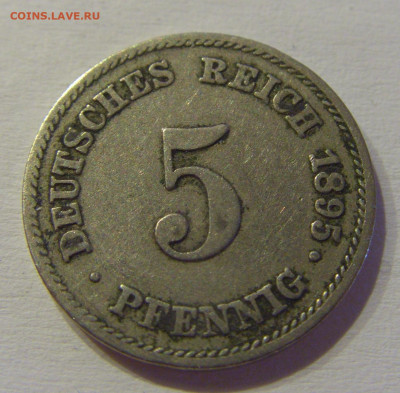 COINS.LAVE.RU
DEUTSCHES REICH 1895 ·
5
· PFENNIG ·